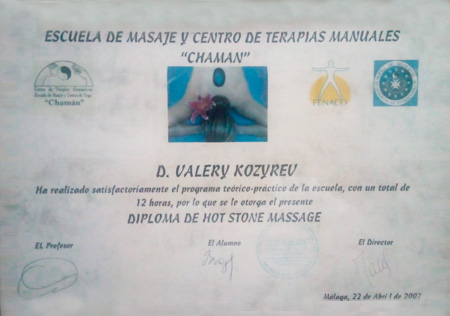 ESCUELA DE MASAJE Y CENTRO DE TERAPIAS MANUALES
"CHAMAN"
"Chamán"
FENACO
D. VALERY KOZYREV
Ha realizado satisfactoriamente el programa teórico-práctico de la escuela, con un total de
12 horas, por lo que se le otorga el presente
DIPLOMA DE HOT STONE MASSAGE
EL Profesor
El Alumno
El Director
Málaga, 22 de Abril de 2007